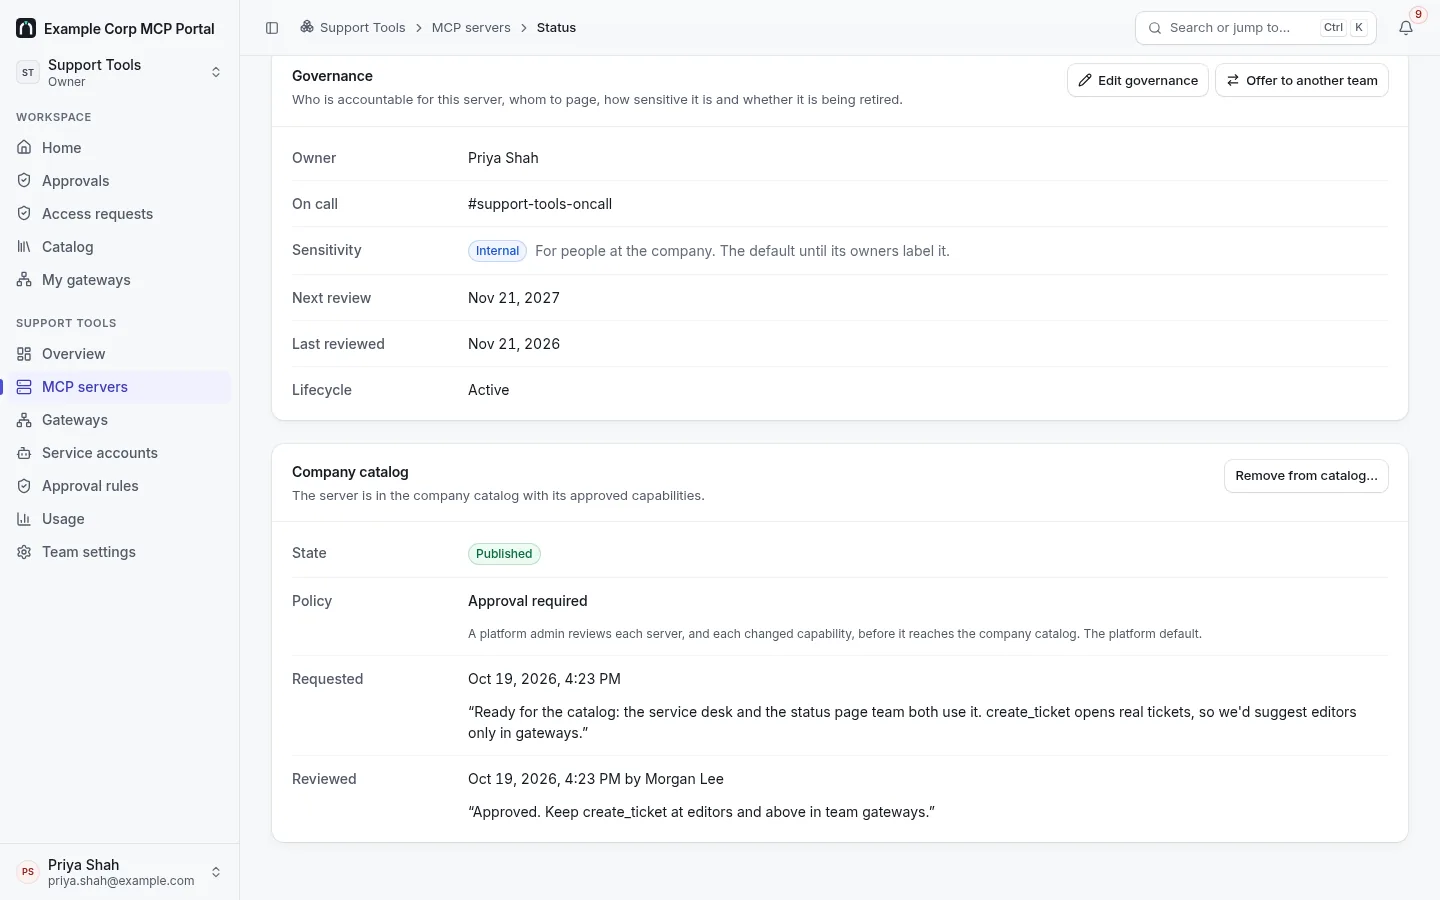 Example Corp MCP Portal
ST
Support Tools
Owner
WORKSPACE
Home
Approvals
Access requests
Catalog
My gateways
SUPPORT TOOLS
Overview
MCP servers
Gateways
Service accounts
Approval rules
Usage
Team settings
PS
Priya Shah
priya.shah@example.com
Support Tools > MCP servers > Status
Search or jump to...
Ctrl K
9
Governance
Who is accountable for this server, whom to page, how sensitive it is and whether it is being retired.
Edit governance
Offer to another team
Owner
Priya Shah
On call
#support-tools-oncall
Sensitivity
Internal For people at the company. The default until its owners label it.
Next review
Nov 21, 2027
Last reviewed
Nov 21, 2026
Lifecycle
Active
Company catalog
The server is in the company catalog with its approved capabilities.
Remove from catalog...
State
Published
Policy
Approval required
A platform admin reviews each server, and each changed capability, before it reaches the company catalog. The platform default.
Requested
Oct 19, 2026, 4:23 PM
“Ready for the catalog: the service desk and the status page team both use it. create_ticket opens real tickets, so we'd suggest editors
only in gateways.”
Reviewed
Oct 19, 2026, 4:23 PM by Morgan Lee
“Approved. Keep create_ticket at editors and above in team gateways.”